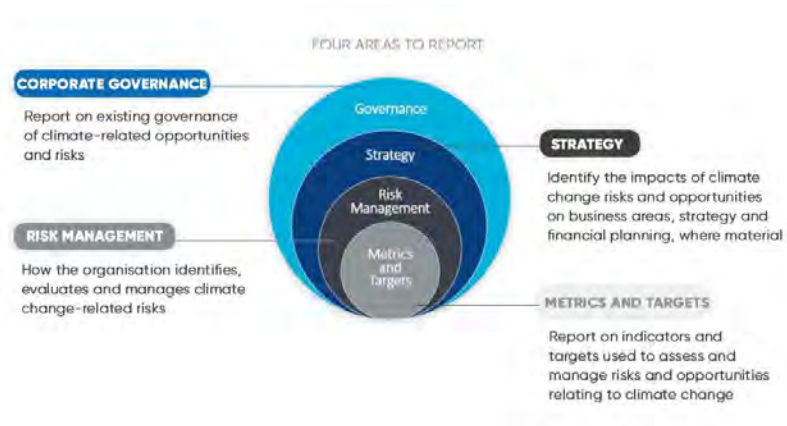 FOUR AREAS TO REPORT
CORPORATE GOVERNANCE
Report on existing governance
of climate-related opportunities
and risks
Governance
Strategy
Risk
Management
Metrics
and
Targets
STRATEGY
Identify the impacts of climate
change risks and opportunities
on business areas, strategy and
financial planning, where material
RISK MANAGEMENT
How the organisation identifies,
evaluates and manages climate
change-related risks
METRICS AND TARGETS
Report on indicators and
targets used to assess and
manage risks and opportunities
relating to climate change